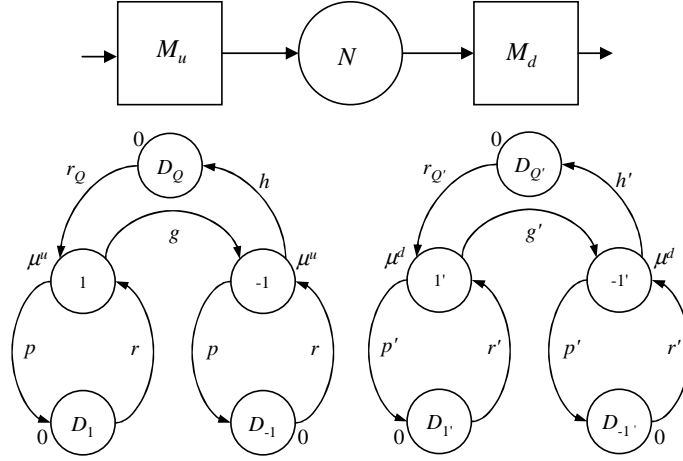 M_u N M_d
0 D_Q 0 D_Q'
r_Q h r_Q' h'
g g'
μ^u 1 -1 μ^u μ^d 1' -1' μ^d
p r p r p' r' p' r'
0 D_1 D_-1 0 0 D_1' D_-1' 0